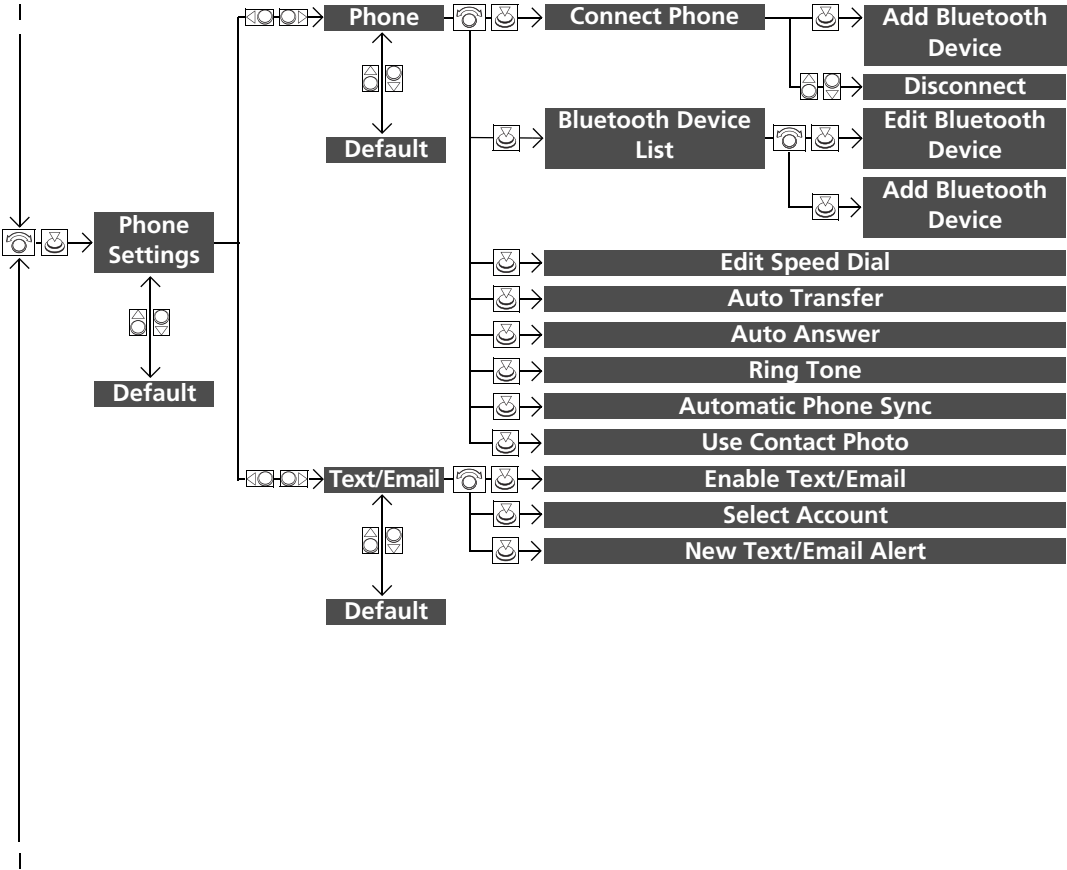 Phone
Connect Phone
Add Bluetooth
Device
Disconnect
Default
Bluetooth Device
List
Edit Bluetooth
Device
Add Bluetooth
Device
Phone
Settings
Default
Edit Speed Dial
Auto Transfer
Auto Answer
Ring Tone
Automatic Phone Sync
Use Contact Photo
Text/Email
Enable Text/Email
Select Account
New Text/Email Alert
Default